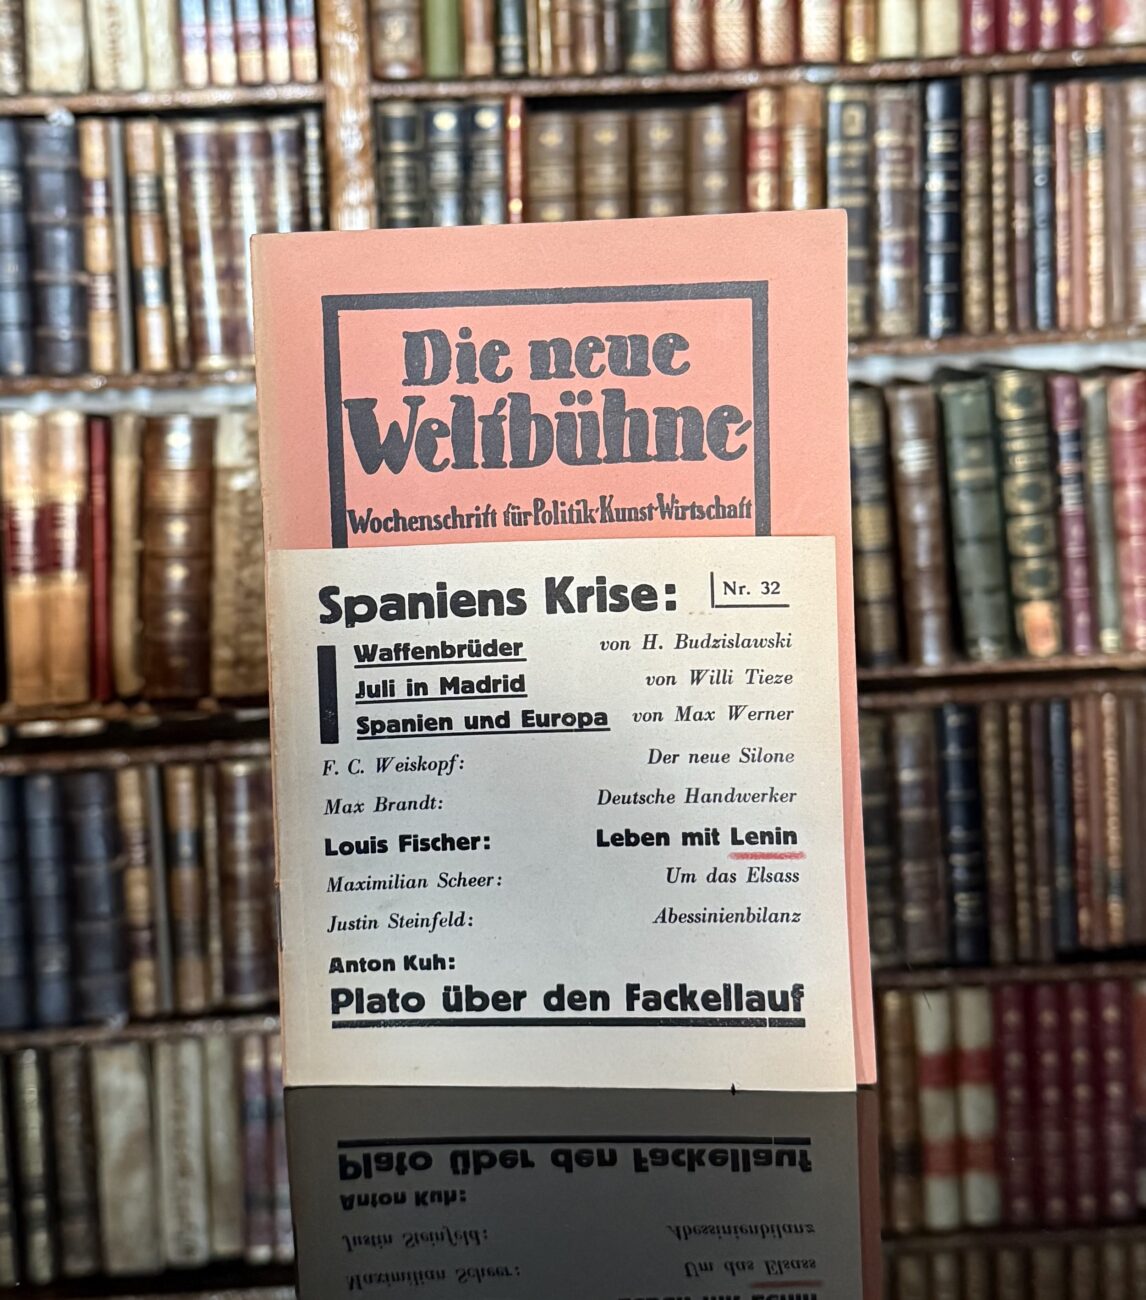 Die neue
Weltbühne
Wochenschrift für Politik·Kunst·Wirtschaft
Spaniens Krise: Nr. 32
Waffenbrüder von H. Budzislawski
Juli in Madrid von Willi Tieze
Spanien und Europa von Max Werner
F. C. Weiskopf: Der neue Silone
Max Brandt: Deutsche Handwerker
Louis Fischer: Leben mit Lenin
Maximilian Scheer: Um das Elsass
Justin Steinfeld: Abessinienbilanz
Anton Kuh:
Plato über den Fackellauf